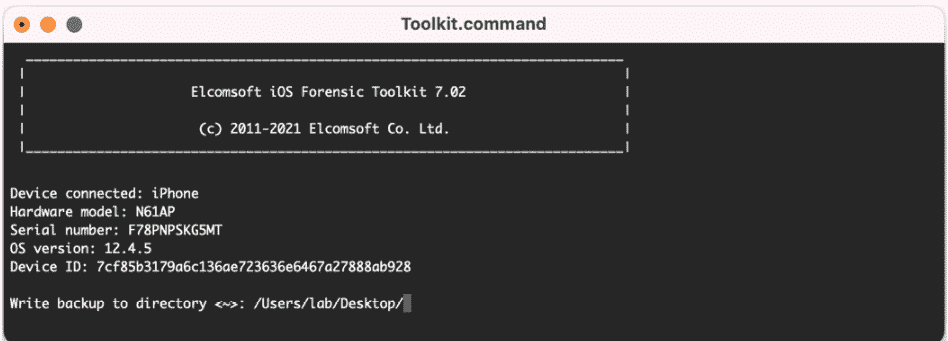 Toolkit.command
Elcomsoft iOS Forensic Toolkit 7.02
(c) 2011-2021 Elcomsoft Co. Ltd.
Device connected: iPhone
Hardware model: N61AP
Serial number: F78PNPSKG5MT
OS version: 12.4.5
Device ID: 7cf85b3179a6c136ae723636e6467a27888ab928
Write backup to directory <~>: /Users/lab/Desktop/